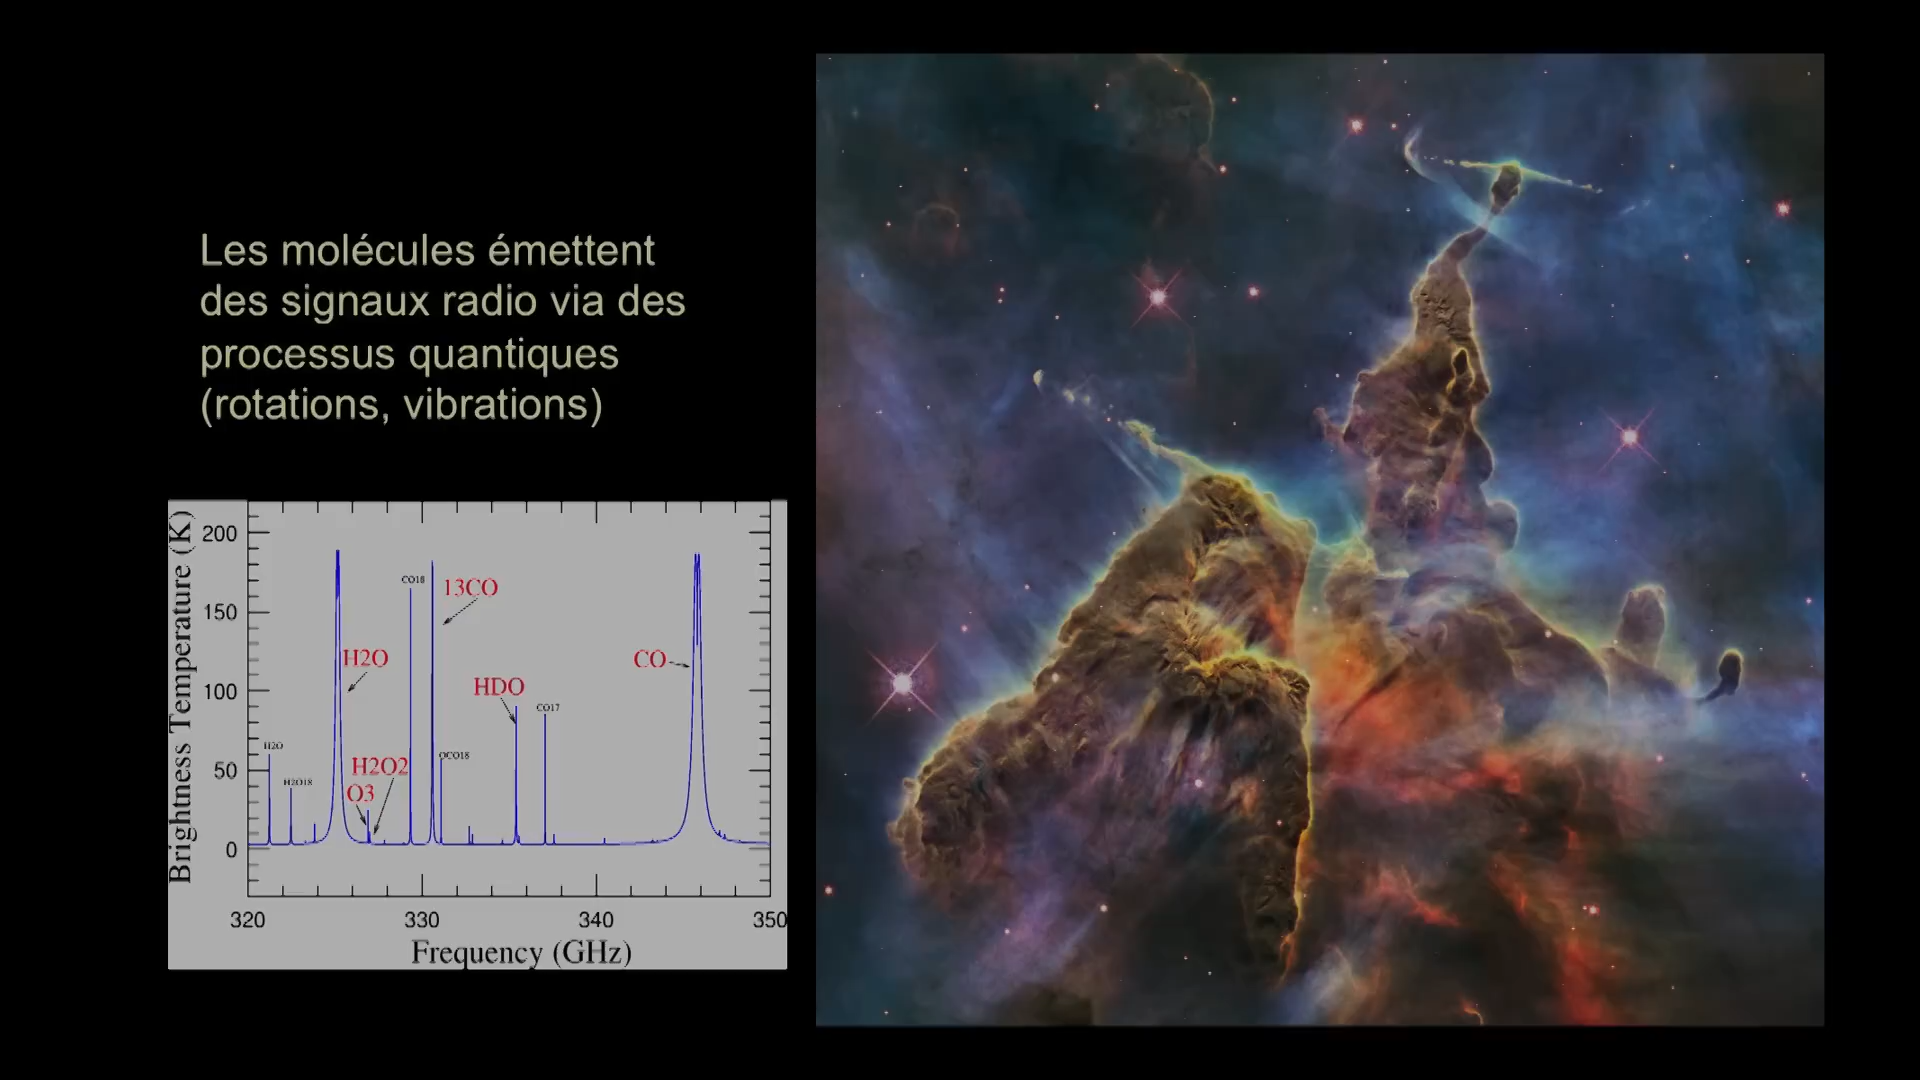 Les molécules émettent
des signaux radio via des
processus quantiques
(rotations, vibrations)
Brightness Temperature (K)
200
150
100
50
0
CO18
13CO
H2O
CO
HDO
CO17
H2O
OCO18
H2O2
H2O18
O3
320
330
340
350
Frequency (GHz)